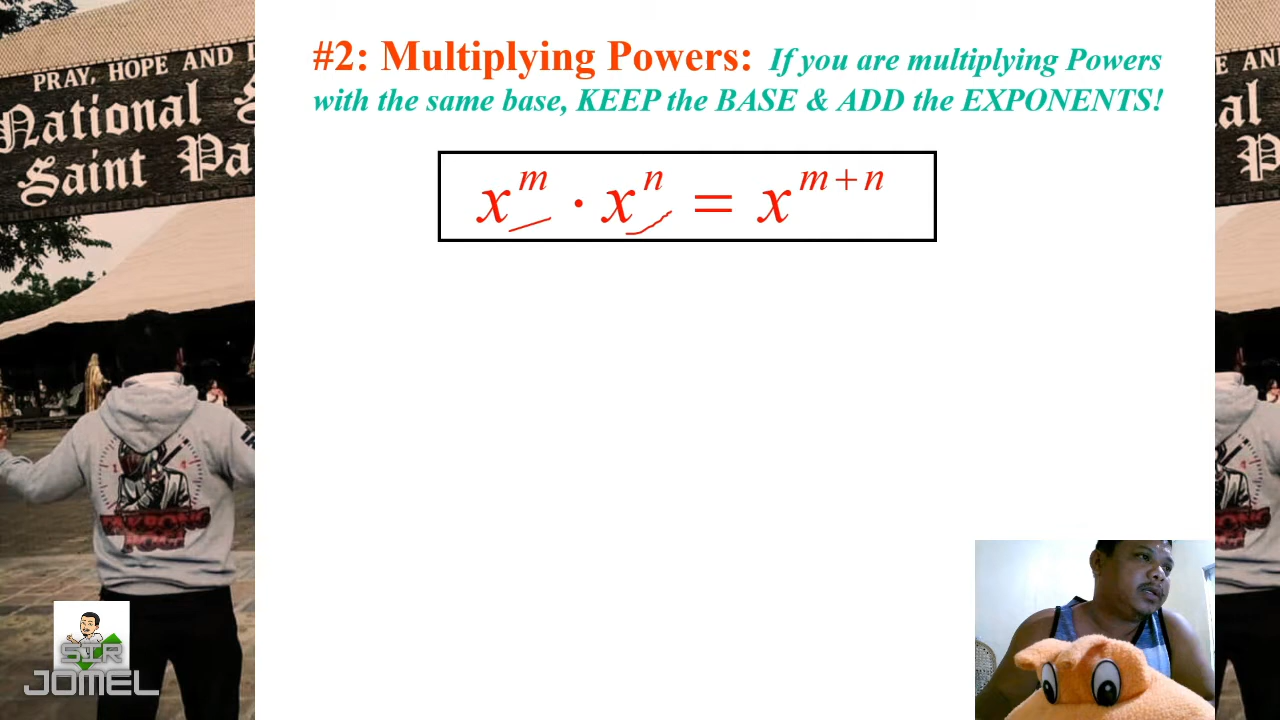 #2: Multiplying Powers: If you are multiplying Powers
with the same base, KEEP the BASE & ADD the EXPONENTS!
x^m · x^n = x^{m+n}
PRAY, HOPE AND
National
Saint Pa
SIR
JOMEL